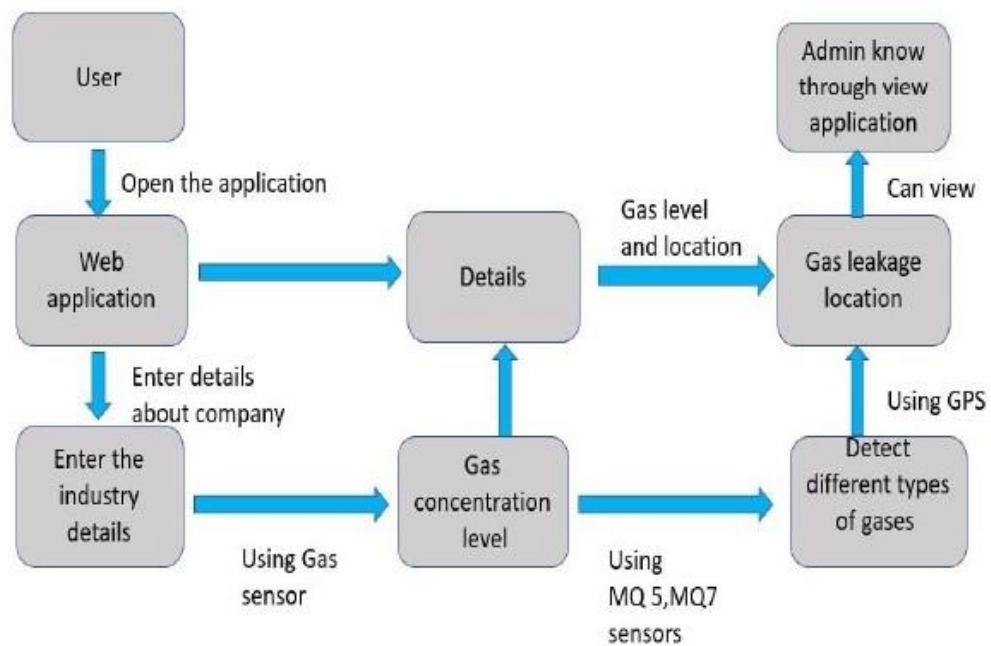 User
Open the application
Web
application
Enter details
about company
Enter the
industry
details
Using Gas
sensor
Gas
concentration
level
Details
Gas level
and location
Using
MQ 5,MQ7
sensors
Detect
different types
of gases
Using GPS
Gas leakage
location
Can view
Admin know
through view
application